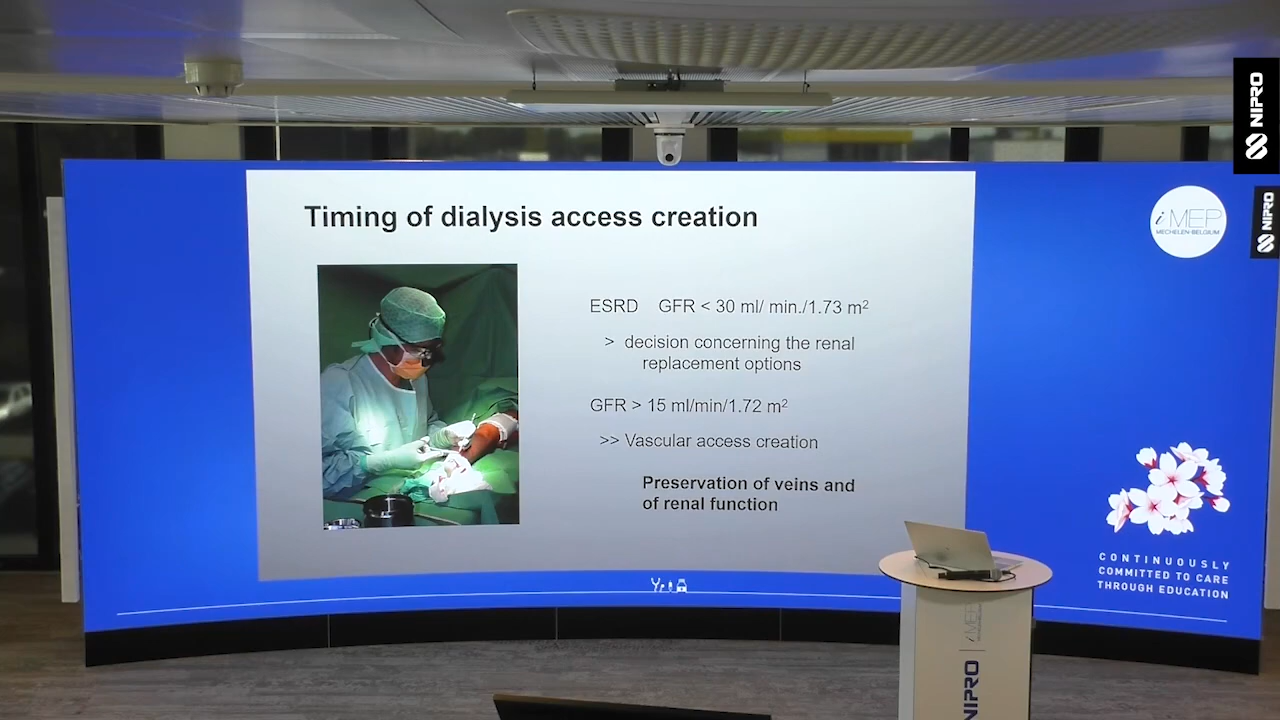 NIPRO
NIPRO
iMEP
MECHELEN-BELGIUM
Timing of dialysis access creation
ESRD GFR < 30 ml/ min./1.73 m²
> decision concerning the renal
replacement options
GFR > 15 ml/min/1.72 m²
>> Vascular access creation
Preservation of veins and
of renal function
CONTINUOUSLY
COMMITTED TO CARE
THROUGH EDUCATION
NIPRO
iMEP